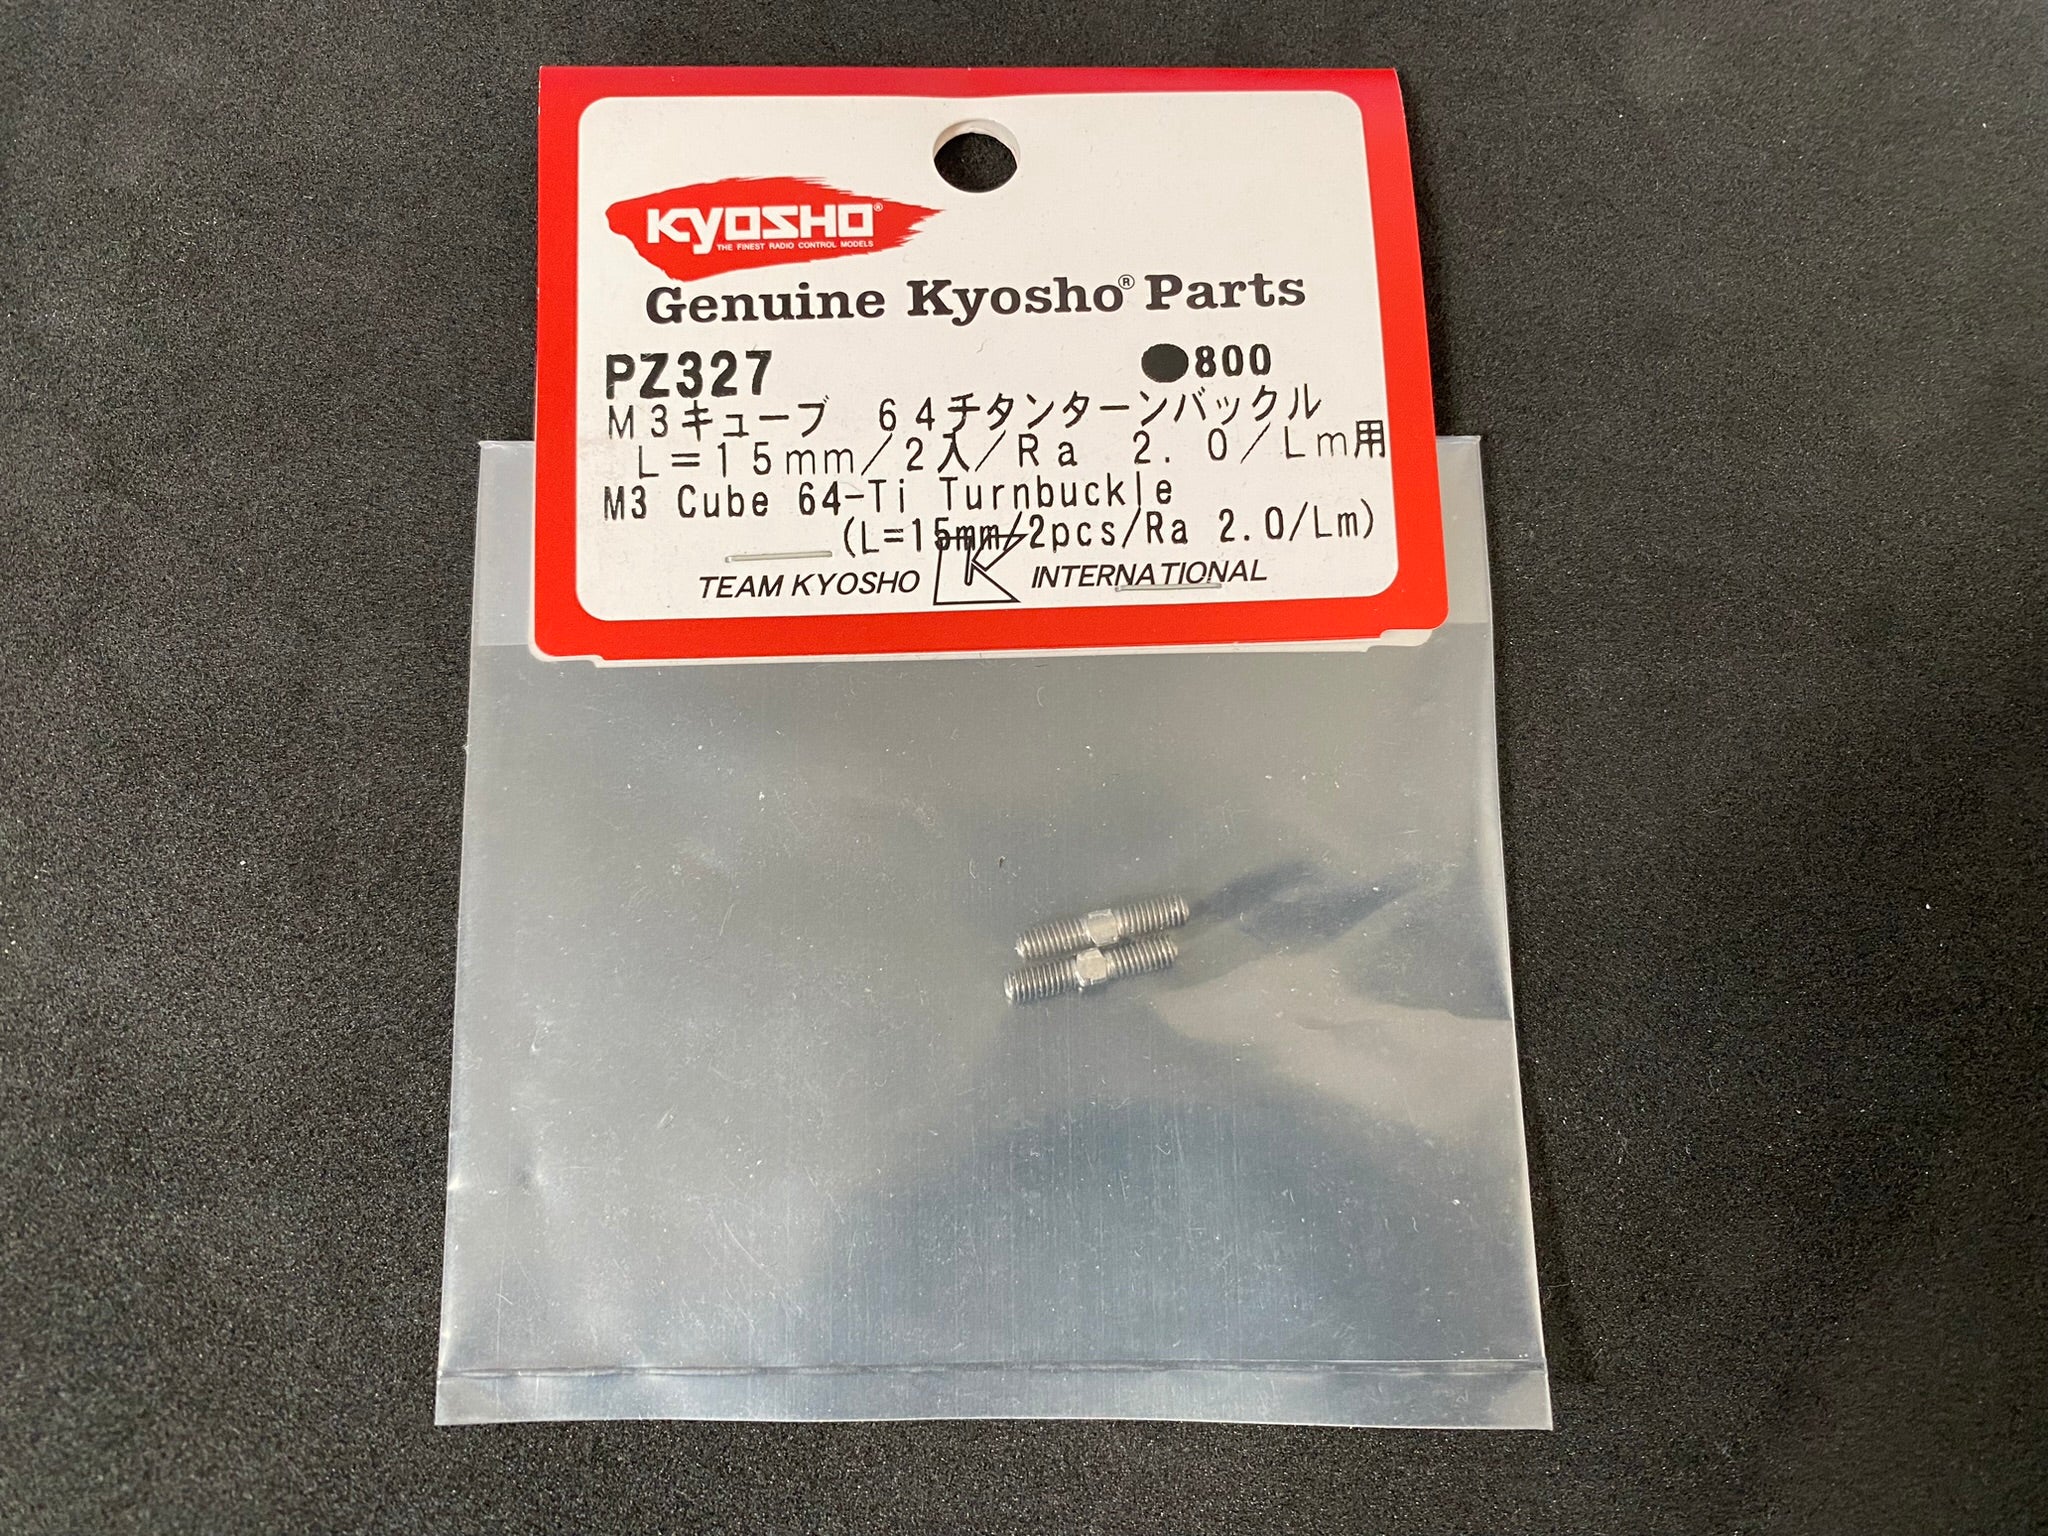 KYOSHO®
THE FINEST RADIO CONTROL MODELS
Genuine Kyosho® Parts
PZ327 ●800
M3キューブ 64チタンターンバックル
L=15mm/2入/Ra 2.0/Lm用
M3 Cube 64-Ti Turnbuckle
(L=15mm/2pcs/Ra 2.0/Lm)
TEAM KYOSHO K INTERNATIONAL